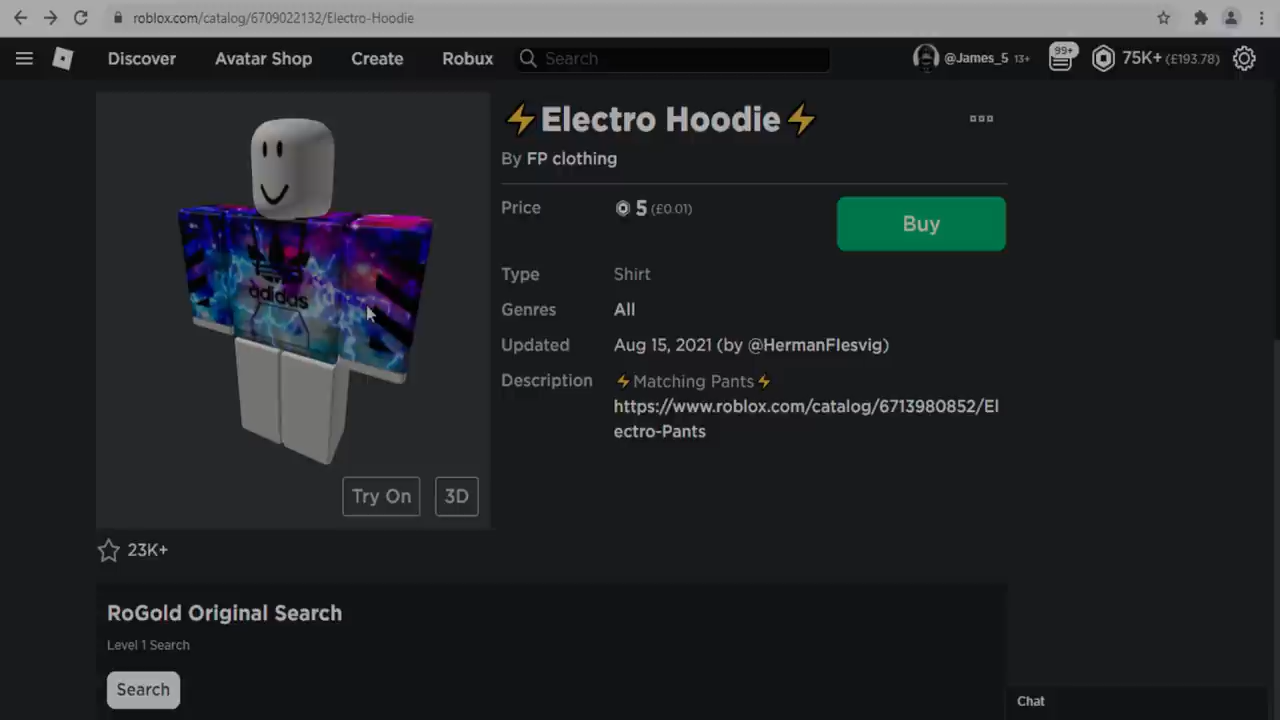 roblox.com/catalog/6709022132/Electro-Hoodie
Discover
Avatar Shop
Create
Robux
Search
@James_5 13+
99+
75K+ (£193.78)
⚡Electro Hoodie⚡
By FP clothing
Price
5 (£0.01)
Buy
Type
Shirt
Genres
All
Updated
Aug 15, 2021 (by @HermanFlesvig)
Description
⚡Matching Pants⚡
https://www.roblox.com/catalog/6713980852/El
ectro-Pants
adidas
Try On
3D
23K+
RoGold Original Search
Level 1 Search
Search
Chat